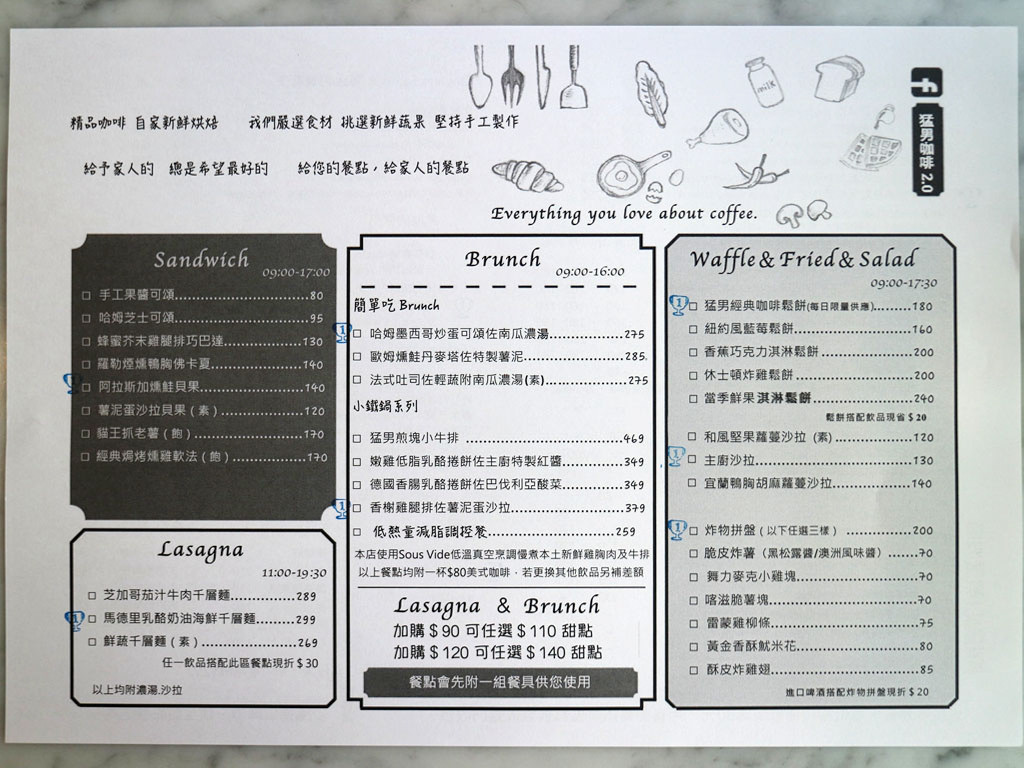 精品咖啡 自家新鮮烘焙 我們嚴選食材 挑選新鮮蔬果 堅持手工製作
給予家人的 總是希望最好的 給您的餐點，給家人的餐點
milk
f
猛男咖啡 2.0
Everything you love about coffee.
Sandwich
09:00-17:00
手工果醬可頌 80
哈姆芝士可頌 95
蜂蜜芥末雞腿排巧巴達 130
羅勒煙燻鴨胸佛卡夏 140
1 阿拉斯加燻鮭貝果 140
薯泥蛋沙拉貝果（素） 120
貓王抓老薯（飽） 170
經典焗烤燻雞軟法（飽） 170
Lasagna
11:00-19:30
芝加哥茄汁牛肉千層麵 289
1 馬德里乳酪奶油海鮮千層麵 299
鮮蔬千層麵（素） 269
任一飲品搭配此區餐點現折＄30
以上均附濃湯.沙拉
Brunch
09:00-16:00
簡單吃 Brunch
1 哈姆墨西哥炒蛋可頌佐南瓜濃湯 275
歐姆燻鮭丹麥塔佐特製薯泥 285
法式吐司佐輕蔬附南瓜濃湯(素) 275
小鐵鍋系列
猛男煎塊小牛排 469
嫩雞低脂乳酪捲餅佐主廚特製紅醬 349
德國香腸乳酪捲餅佐巴伐利亞酸菜 349
1 香榭雞腿排佐薯泥蛋沙拉 379
低熱量減脂調控餐 259
本店使用Sous Vide低溫真空烹調慢煮本土新鮮雞胸肉及牛排
以上餐點均附一杯$80美式咖啡．若更換其他飲品另補差額
Lasagna & Brunch
加購＄90 可任選＄110 甜點
加購＄120 可任選＄140 甜點
餐點會先附一組餐具供您使用
Waffle & Fried & Salad
09:00-17:30
1 猛男經典咖啡鬆餅(每日限量供應) 180
紐約風藍莓鬆餅 160
香蕉巧克力淇淋鬆餅 200
休士頓炸雞鬆餅 200
當季鮮果淇淋鬆餅 240
鬆餅搭配飲品現省＄20
和風堅果蘿蔓沙拉（素） 120
1 主廚沙拉 130
宜蘭鴨胸胡麻蘿蔓沙拉 140
1 炸物拼盤（以下任選三樣） 200
脆皮炸薯（黑松露醬/澳洲風味醬） 70
舞力麥克小雞塊 70
喀滋脆薯塊 70
雷蒙雞柳條 75
黃金香酥魷米花 80
酥皮炸雞翅 85
進口啤酒搭配炸物拼盤現折＄20